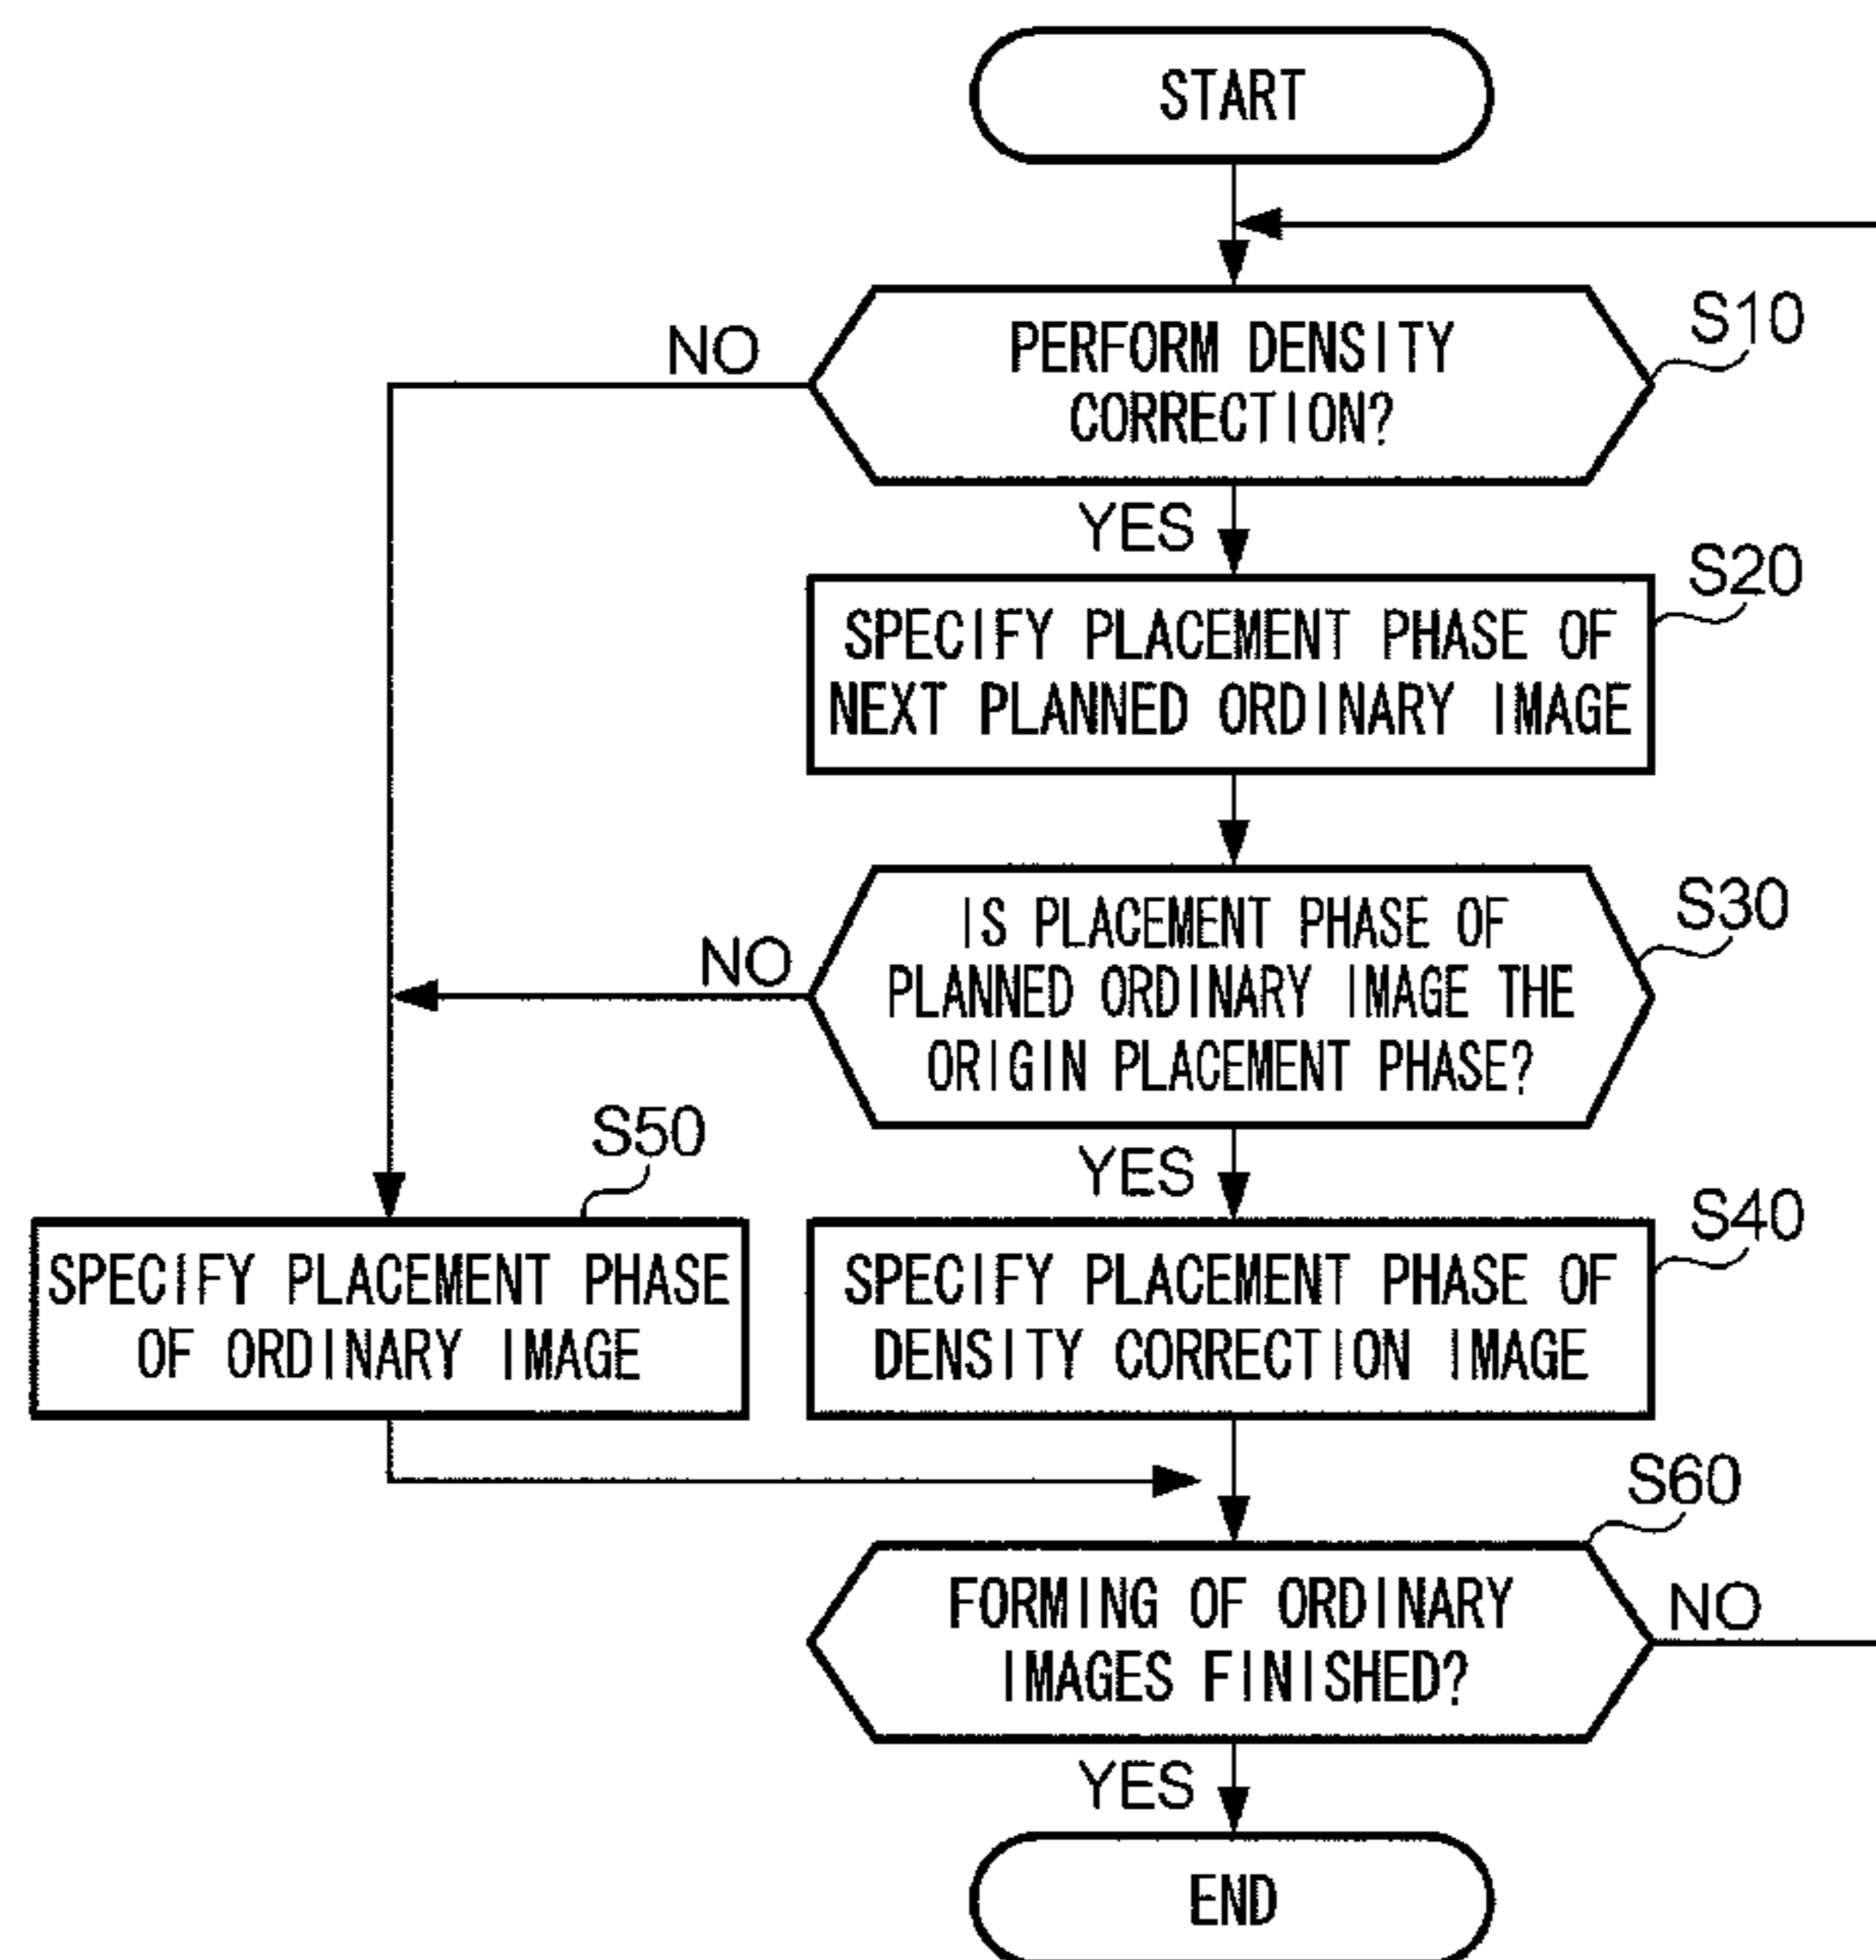 START
PERFORM DENSITY
CORRECTION?
S10
NO
YES
SPECIFY PLACEMENT PHASE OF
NEXT PLANNED ORDINARY IMAGE
S20
IS PLACEMENT PHASE OF
PLANNED ORDINARY IMAGE THE
ORIGIN PLACEMENT PHASE?
S30
NO
YES
S50
SPECIFY PLACEMENT PHASE
OF ORDINARY IMAGE
SPECIFY PLACEMENT PHASE OF
DENSITY CORRECTION IMAGE
S40
S60
FORMING OF ORDINARY
IMAGES FINISHED?
NO
YES
END